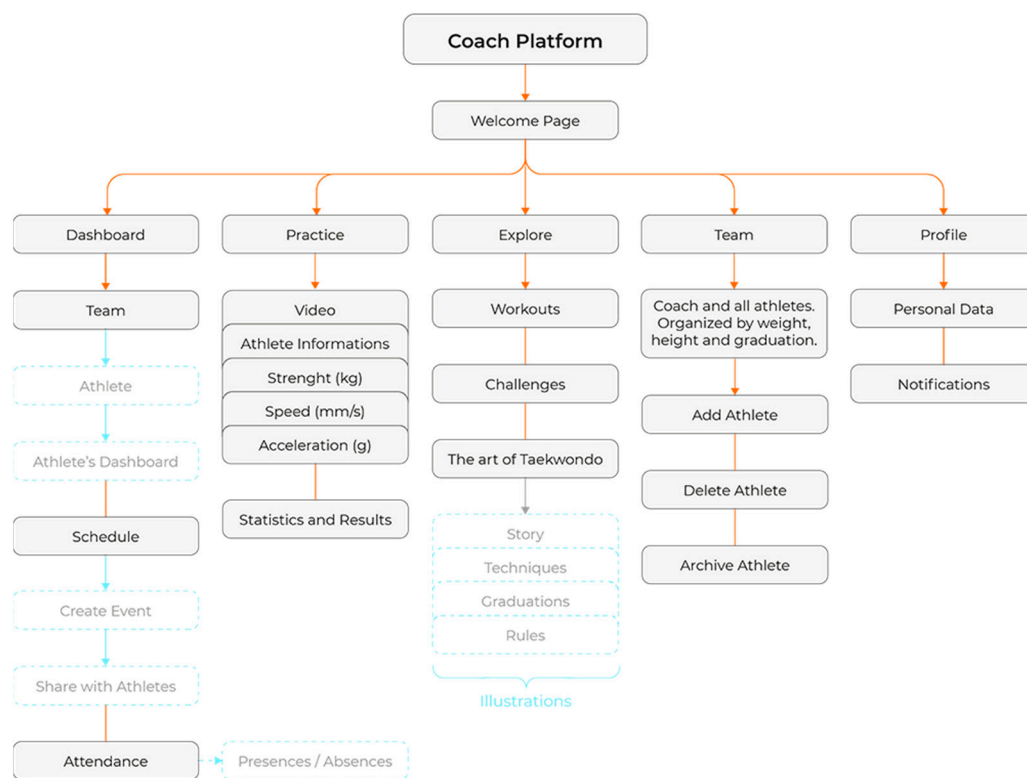 Coach Platform
Welcome Page
Dashboard
Team
Athlete
Athlete's Dashboard
Schedule
Create Event
Share with Athletes
Attendance
Presences / Absences
Practice
Video
Athlete Informations
Strenght (kg)
Speed (mm/s)
Acceleration (g)
Statistics and Results
Explore
Workouts
Challenges
The art of Taekwondo
Story
Techniques
Graduations
Rules
Illustrations
Team
Coach and all athletes.
Organized by weight,
height and graduation.
Add Athlete
Delete Athlete
Archive Athlete
Profile
Personal Data
Notifications